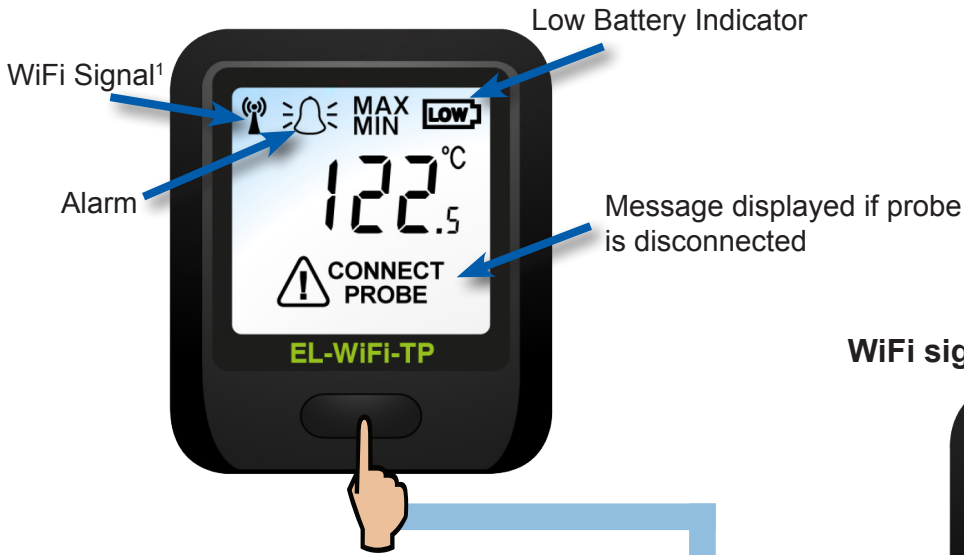 Low Battery Indicator
WiFi Signal1
MAX
MIN
LOW
Alarm
°C
122.5
Message displayed if probe
is disconnected
CONNECT
PROBE
EL-WiFi-TP
WiFi sig